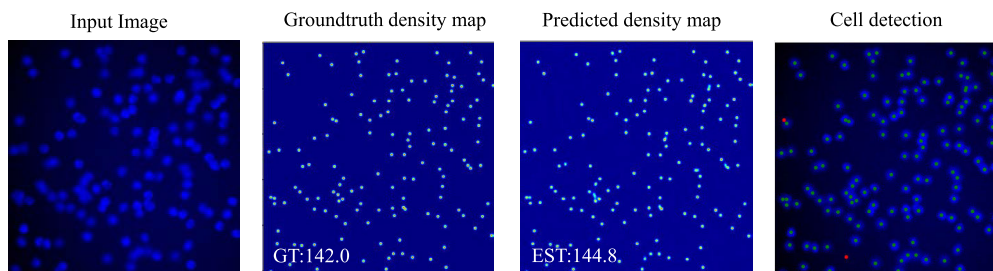 Input Image
Groundtruth density map
Predicted density map
Cell detection
GT:142.0
EST:144.8